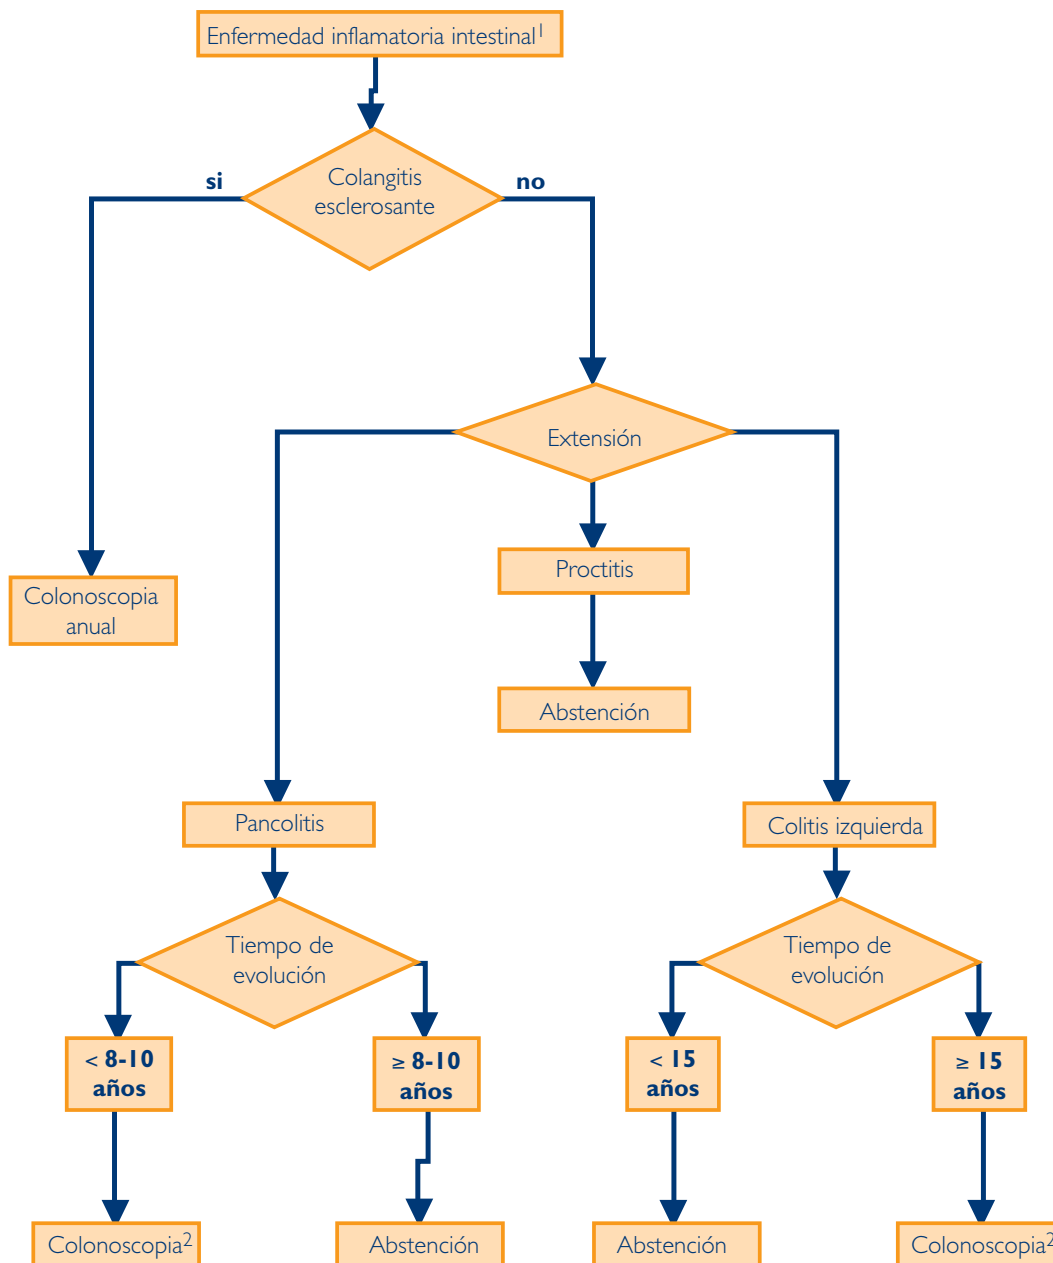 Enfermedad inflamatoria intestinal1
Colangitis
esclerosante
si
no
Extensión
Proctitis
Colonoscopia
anual
Abstención
Pancolitis
Colitis izquierda
Tiempo de
evolución
Tiempo de
evolución
< 8-10
años
≥ 8-10
años
< 15
años
≥ 15
años
Colonoscopia2
Abstención
Abstención
Colonoscopia2